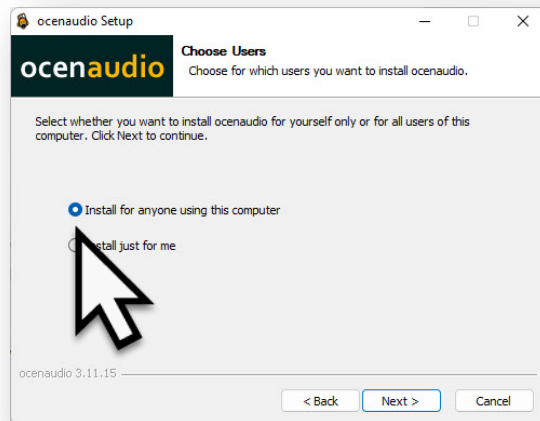 ocenaudio Setup
ocenaudio
Choose Users
Choose for which users you want to install ocenaudio.
Select whether you want to install ocenaudio for yourself only or for all users of this
computer. Click Next to continue.
Install for anyone using this computer
just for me
ocenaudio 3.11.15
< Back
Next >
Cancel